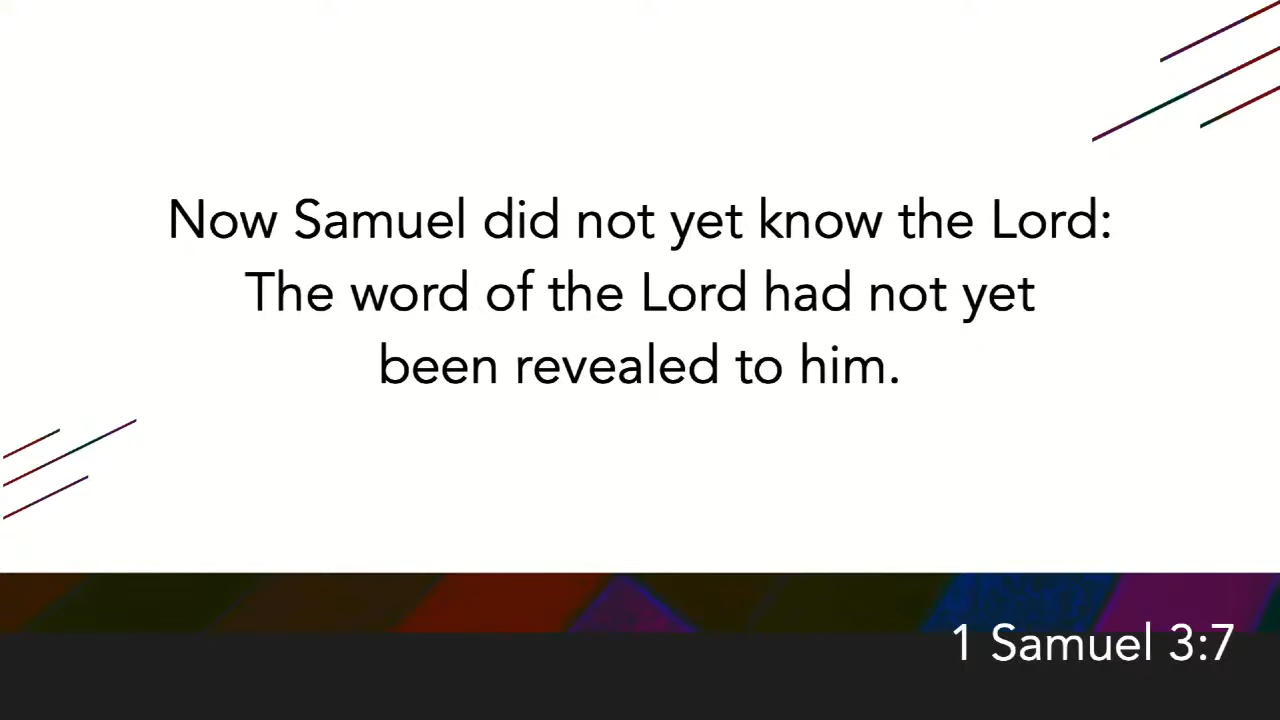 Now Samuel did not yet know the Lord:
The word of the Lord had not yet
been revealed to him.
1 Samuel 3:7